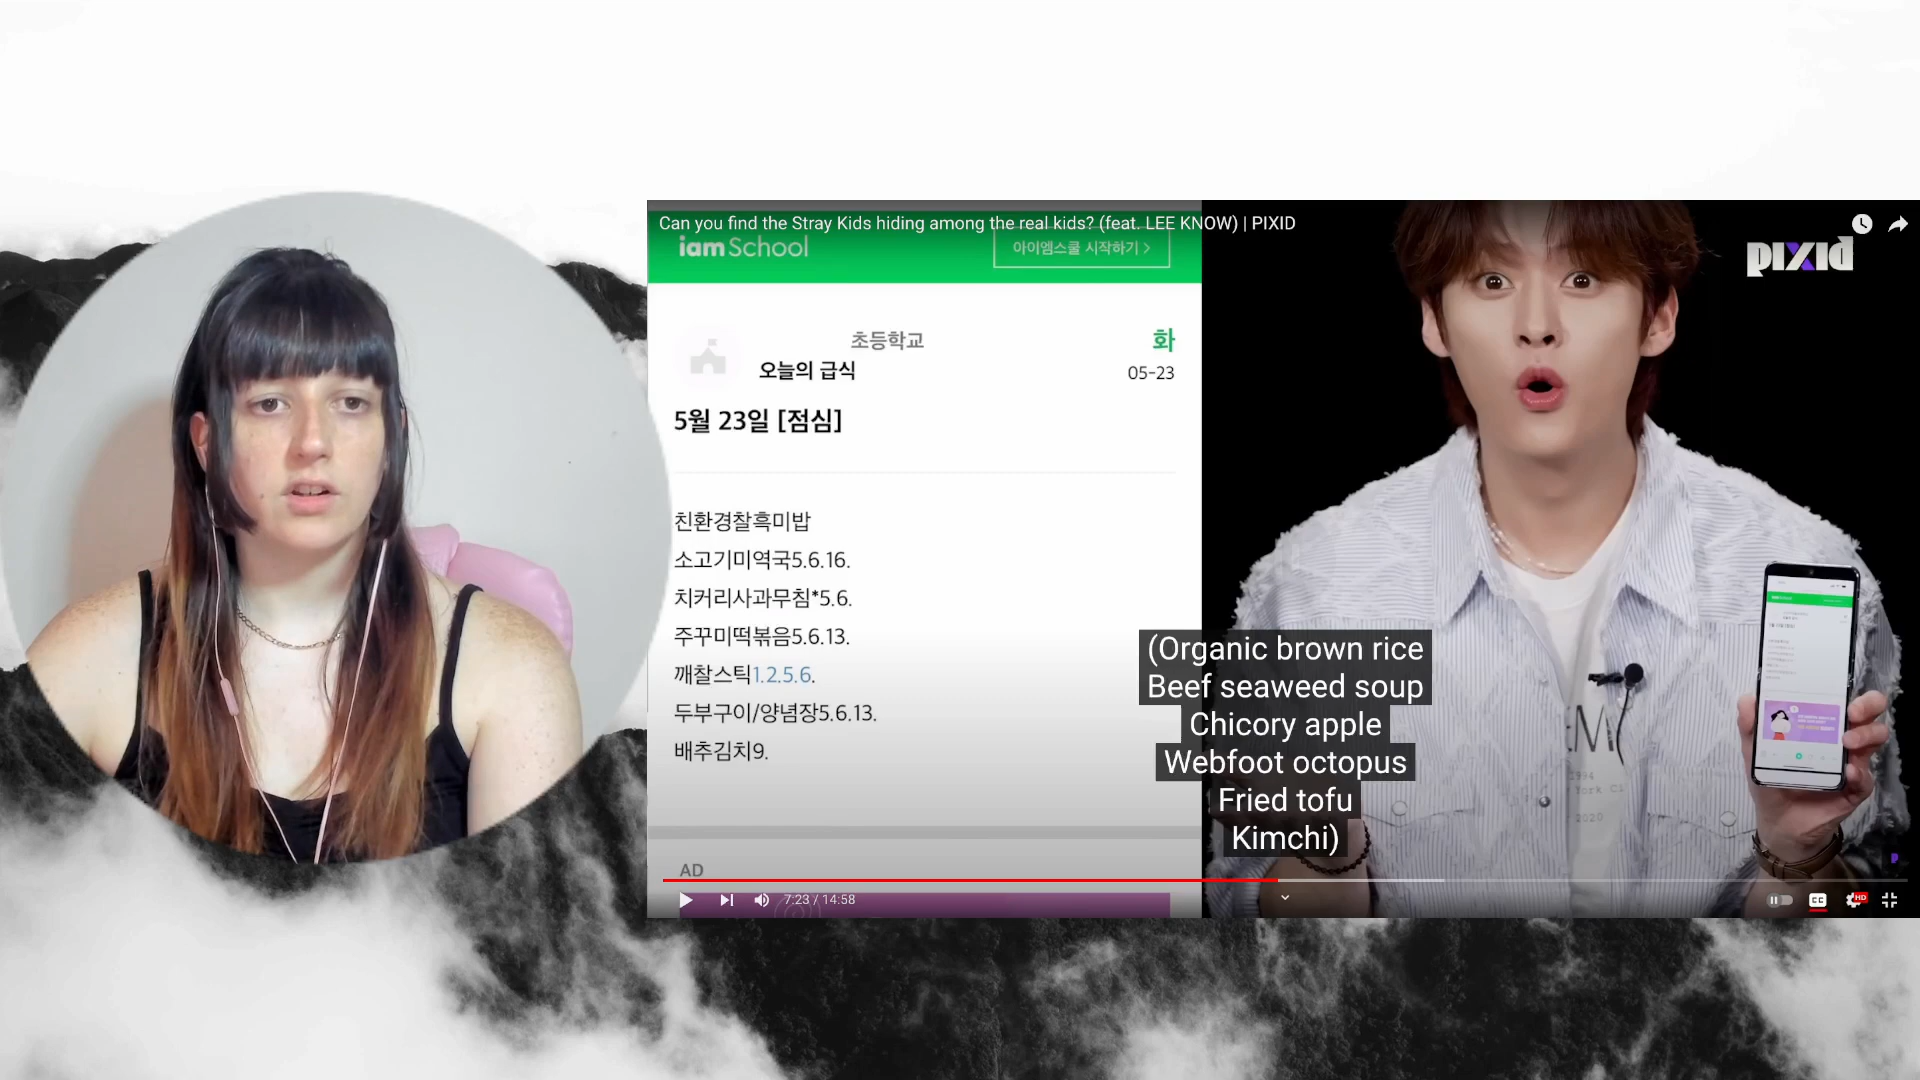 Can you find the Stray Kids hiding among the real kids? (feat. LEE KNOW) | PIXID
iam School
아이엠스쿨 시작하기 >
pixid
초등학교
화
오늘의 급식
05-23
5월 23일 [점심]
친환경찰흑미밥
소고기미역국5.6.16.
치커리사과무침*5.6.
주꾸미떡볶음5.6.13.
깨찰스틱1.2.5.6.
두부구이/양념장5.6.13.
배추김치9.
(Organic brown rice
Beef seaweed soup
Chicory apple
Webfoot octopus
Fried tofu
Kimchi)
1994
2020
AD
7:23 / 14:58
CC
HD